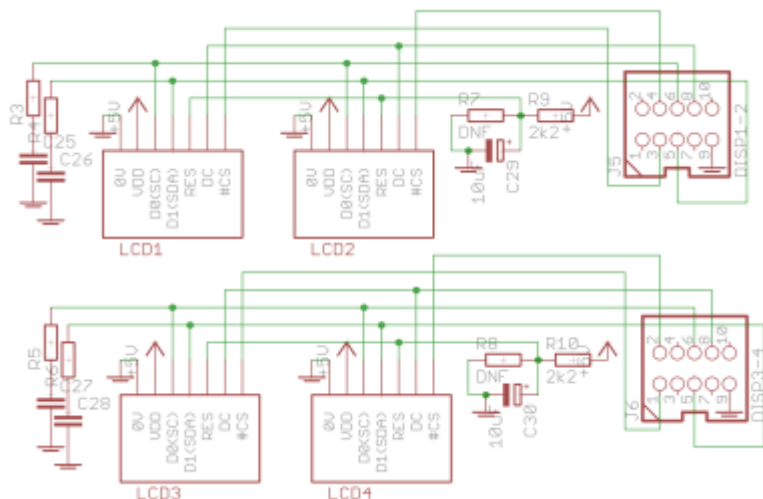 R3
R4
C25
C26
+5V
0V
VDD
D0(SC)
D1(SDA)
RES
DC
#CS
LCD1
+5V
0V
VDD
D0(SC)
D1(SDA)
RES
DC
#CS
LCD2
R7
DNF
R9
2k2
+5V
10u
C29
2 4 6 8 10
1 3 5 7 9
J5
DISP1-2
R5
R6
C27
C28
+5V
0V
VDD
D0(SC)
D1(SDA)
RES
DC
#CS
LCD3
+5V
0V
VDD
D0(SC)
D1(SDA)
RES
DC
#CS
LCD4
R8
DNF
R10
2k2
+5V
10u
C30
2 4 6 8 10
1 3 5 7 9
J6
DISP3-4